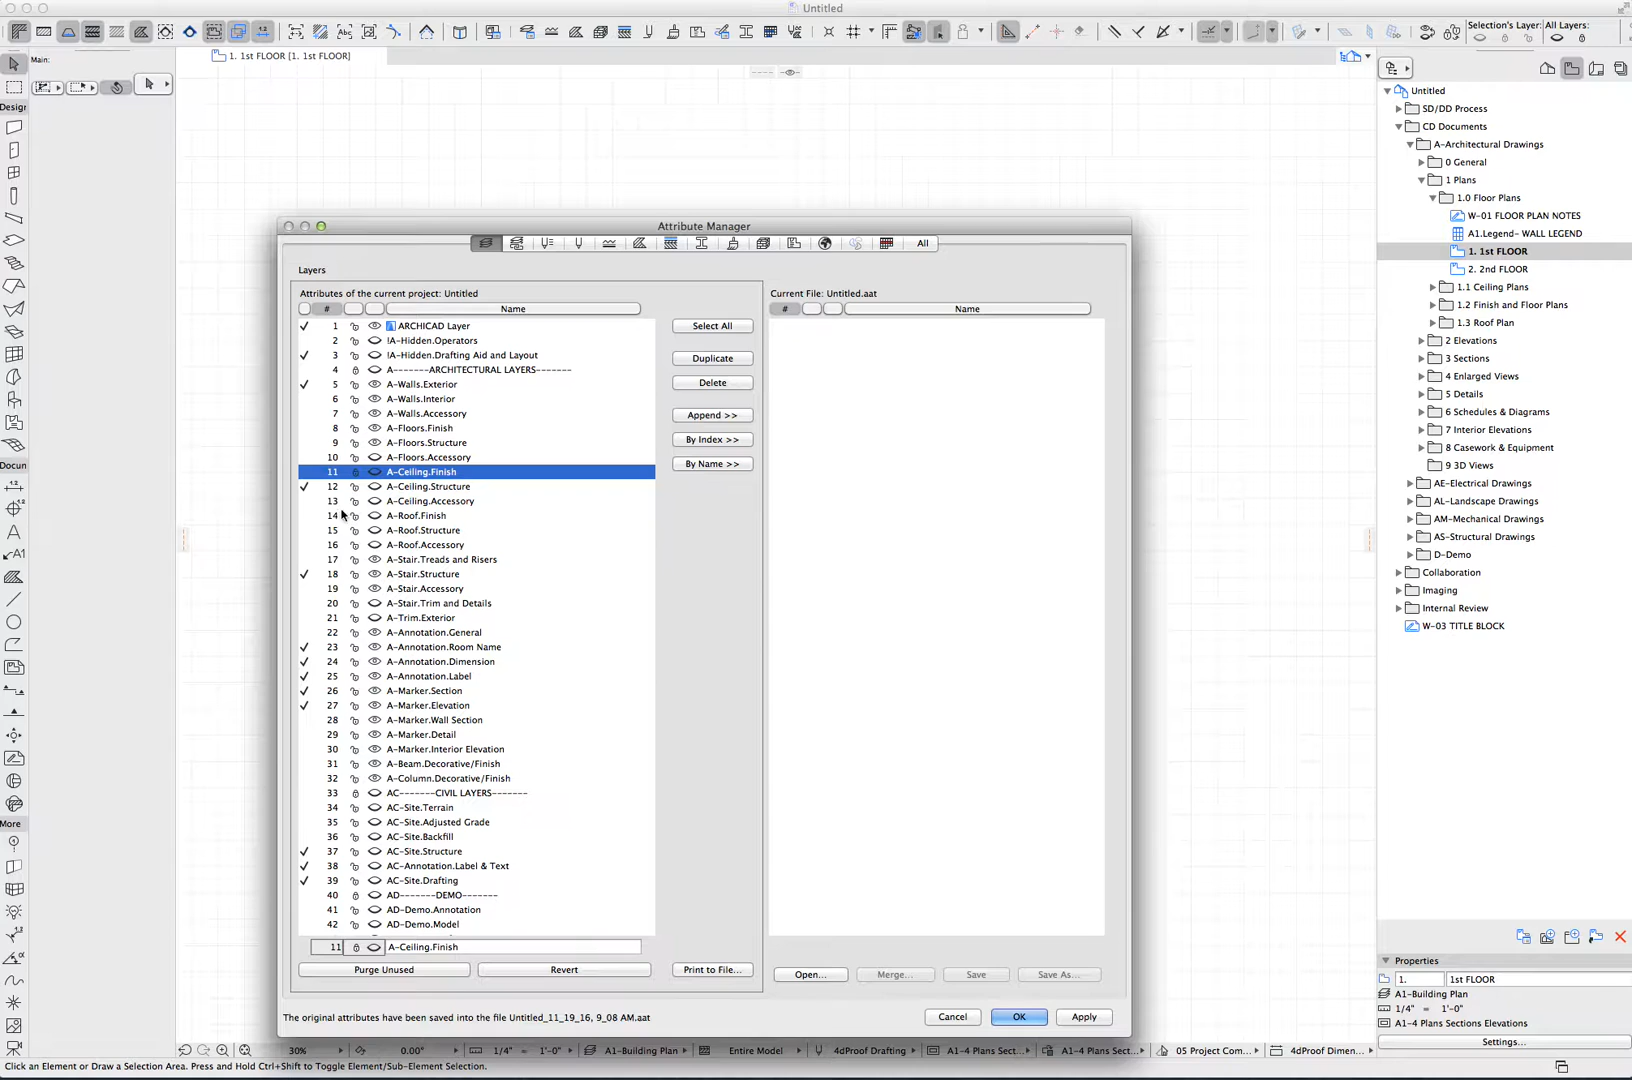 Untitled
Selection's Layer: All Layers:
Main:
1. 1st FLOOR [1. 1st FLOOR]
Design
Docun
More
Attribute Manager
All
Layers
Attributes of the current project: Untitled
# Name
1 ARCHICAD Layer
2 !A-Hidden.Operators
3 !A-Hidden.Drafting Aid and Layout
4 A-------ARCHITECTURAL LAYERS-------
5 A-Walls.Exterior
6 A-Walls.Interior
7 A-Walls.Accessory
8 A-Floors.Finish
9 A-Floors.Structure
10 A-Floors.Accessory
11 A-Ceiling.Finish
12 A-Ceiling.Structure
13 A-Ceiling.Accessory
14 A-Roof.Finish
15 A-Roof.Structure
16 A-Roof.Accessory
17 A-Stair.Treads and Risers
18 A-Stair.Structure
19 A-Stair.Accessory
20 A-Stair.Trim and Details
21 A-Trim.Exterior
22 A-Annotation.General
23 A-Annotation.Room Name
24 A-Annotation.Dimension
25 A-Annotation.Label
26 A-Marker.Section
27 A-Marker.Elevation
28 A-Marker.Wall Section
29 A-Marker.Detail
30 A-Marker.Interior Elevation
31 A-Beam.Decorative/Finish
32 A-Column.Decorative/Finish
33 AC-------CIVIL LAYERS-------
34 AC-Site.Terrain
35 AC-Site.Adjusted Grade
36 AC-Site.Backfill
37 AC-Site.Structure
38 AC-Annotation.Label & Text
39 AC-Site.Drafting
40 AD-------DEMO-------
41 AD-Demo.Annotation
42 AD-Demo.Model
11 A-Ceiling.Finish
Purge Unused Revert
Select All
Duplicate
Delete
Append >>
By Index >>
By Name >>
Print to File...
Current File: Untitled.aat
# Name
Open... Merge... Save Save As...
The original attributes have been saved into the file Untitled_11_19_16, 9_08 AM.aat
Cancel OK Apply
Untitled
SD/DD Process
CD Documents
A-Architectural Drawings
0 General
1 Plans
1.0 Floor Plans
W-01 FLOOR PLAN NOTES
A1.Legend- WALL LEGEND
1. 1st FLOOR
2. 2nd FLOOR
1.1 Ceiling Plans
1.2 Finish and Floor Plans
1.3 Roof Plan
2 Elevations
3 Sections
4 Enlarged Views
5 Details
6 Schedules & Diagrams
7 Interior Elevations
8 Casework & Equipment
9 3D Views
AE-Electrical Drawings
AL-Landscape Drawings
AM-Mechanical Drawings
AS-Structural Drawings
D-Demo
Collaboration
Imaging
Internal Review
W-03 TITLE BLOCK
Properties
1. 1st FLOOR
A1-Building Plan
1/4" = 1'-0"
A1-4 Plans Sections Elevations
Settings...
30% 0.00° 1/4" = 1'-0" A1-Building Plan Entire Model 4dProof Drafting A1-4 Plans Sect... A1-4 Plans Sect... 05 Project Com... 4dProof Dimen...
Click an Element or Draw a Selection Area. Press and Hold Ctrl+Shift to Toggle Element/Sub-Element Selection.